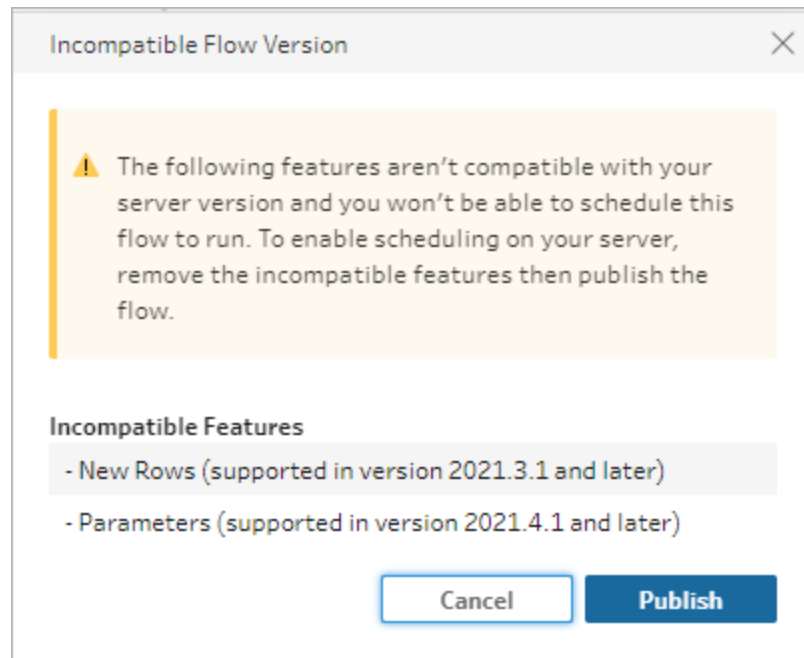 Incompatible Flow Version
The following features aren't compatible with your
server version and you won't be able to schedule this
flow to run. To enable scheduling on your server,
remove the incompatible features then publish the
flow.
Incompatible Features
- New Rows (supported in version 2021.3.1 and later)
- Parameters (supported in version 2021.4.1 and later)
Cancel
Publish